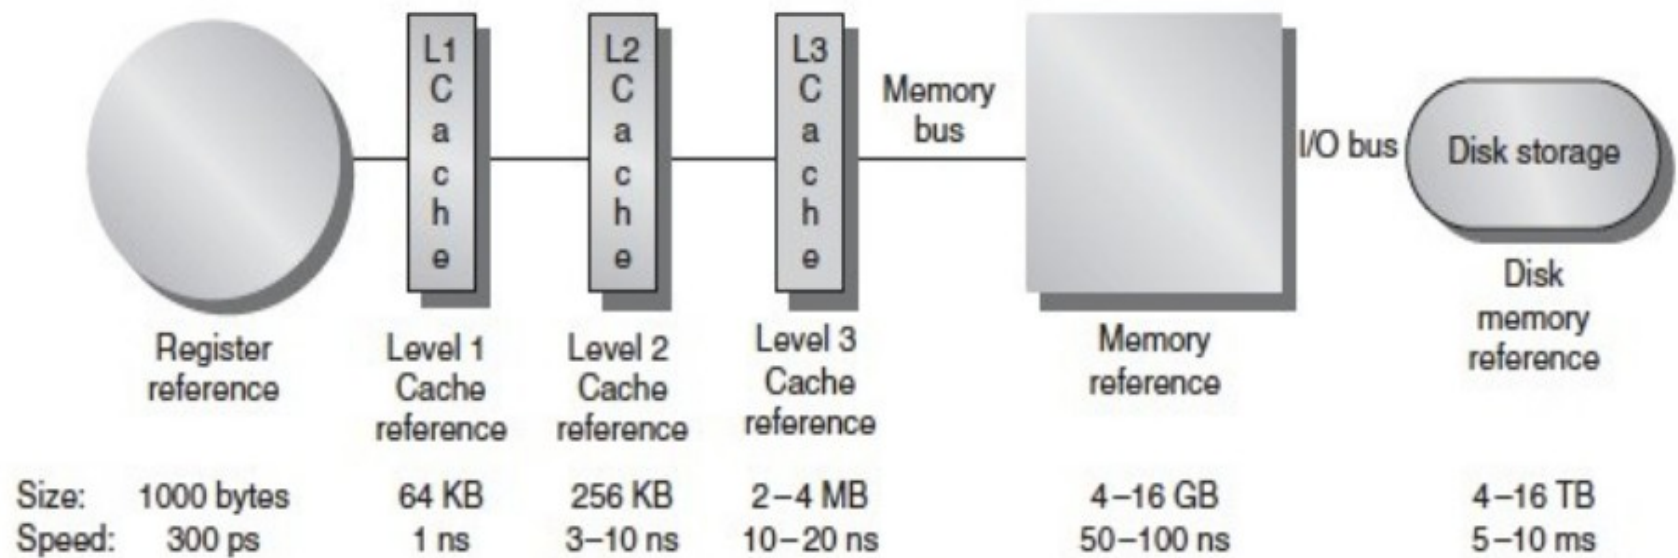 L1
C
a
c
h
e
L2
C
a
c
h
e
L3
C
a
c
h
e
Memory
bus
I/O bus
Disk storage
Register
reference
Level 1
Cache
reference
Level 2
Cache
reference
Level 3
Cache
reference
Memory
reference
Disk
memory
reference
Size: 1000 bytes 64 KB 256 KB 2–4 MB 4–16 GB 4–16 TB
Speed: 300 ps 1 ns 3–10 ns 10–20 ns 50–100 ns 5–10 ms